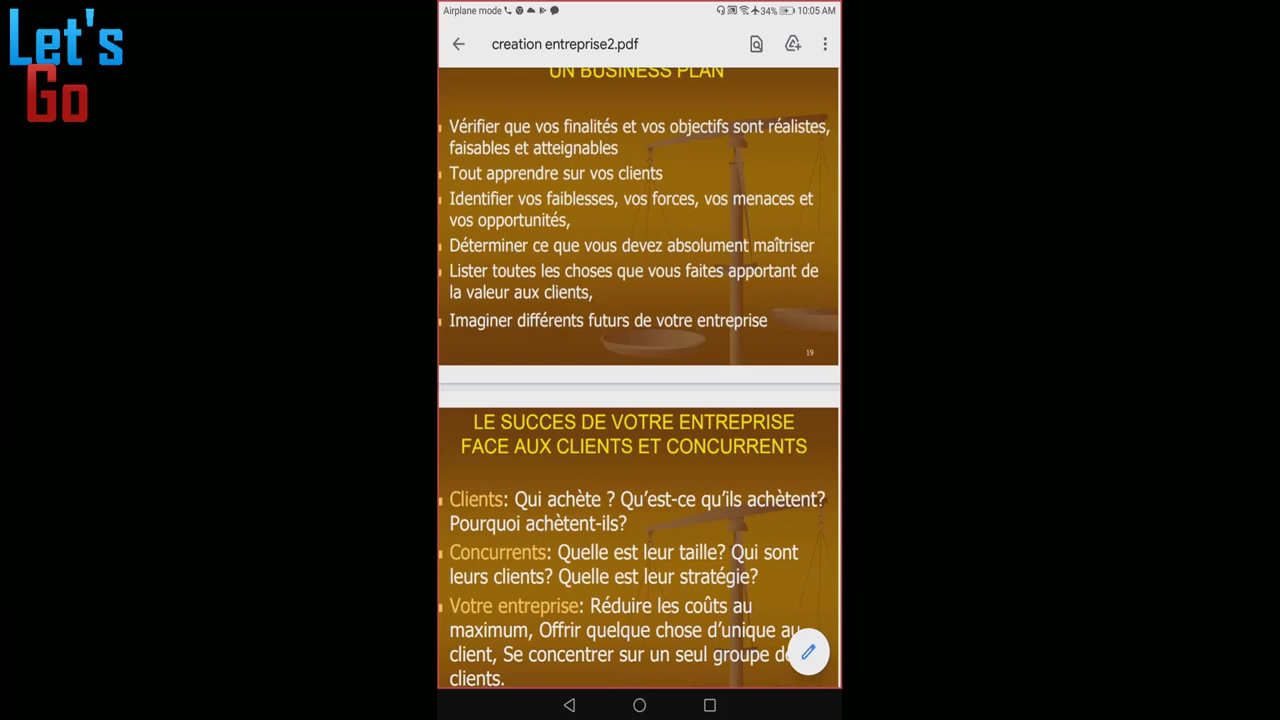 Let's
Go
Airplane mode
34%
10:05 AM
creation entreprise2.pdf
UN BUSINESS PLAN
Vérifier que vos finalités et vos objectifs sont réalistes,
faisables et atteignables
Tout apprendre sur vos clients
Identifier vos faiblesses, vos forces, vos menaces et
vos opportunités,
Déterminer ce que vous devez absolument maîtriser
Lister toutes les choses que vous faites apportant de
la valeur aux clients,
Imaginer différents futurs de votre entreprise
19
LE SUCCES DE VOTRE ENTREPRISE
FACE AUX CLIENTS ET CONCURRENTS
Clients: Qui achète ? Qu'est-ce qu'ils achètent?
Pourquoi achètent-ils?
Concurrents: Quelle est leur taille? Qui sont
leurs clients? Quelle est leur stratégie?
Votre entreprise: Réduire les coûts au
maximum, Offrir quelque chose d'unique au
client, Se concentrer sur un seul groupe de
clients.